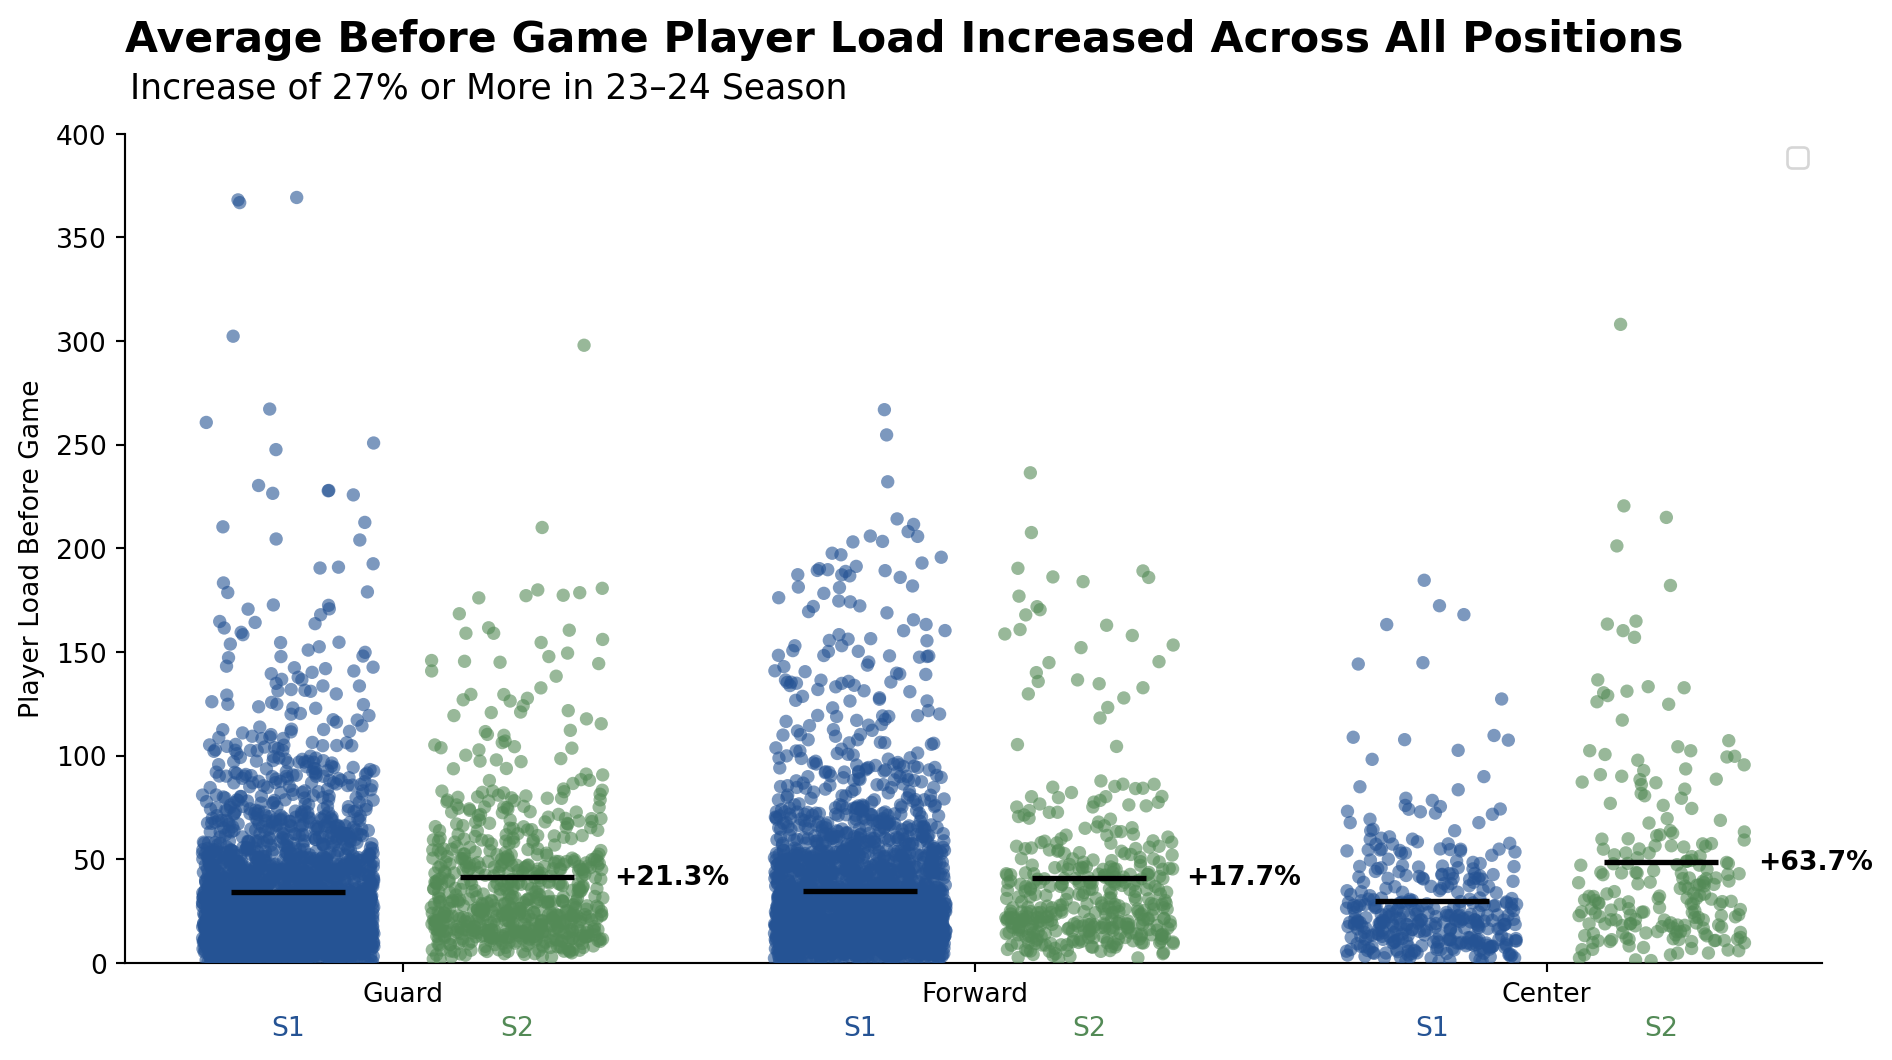 Average Before Game Player Load Increased Across All Positions
Increase of 27% or More in 23–24 Season
400
350
300
250
200
150
100
50
0
Player Load Before Game
+21.3%
+17.7%
+63.7%
Guard
Forward
Center
S1
S2
S1
S2
S1
S2